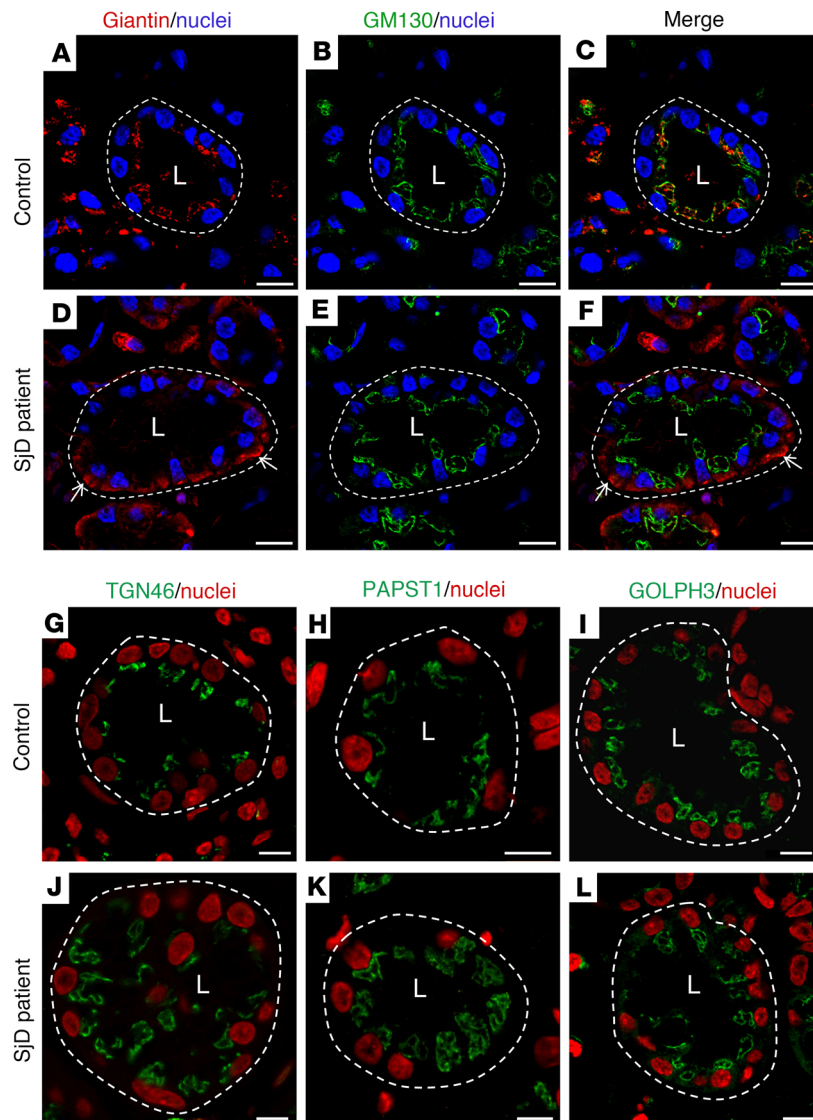 Giantin/nuclei GM130/nuclei Merge
A B C
Control
L L L
D E F
SjD patient
L L L
TGN46/nuclei PAPST1/nuclei GOLPH3/nuclei
G H I
Control
L L L
J K L
SjD patient
L L L